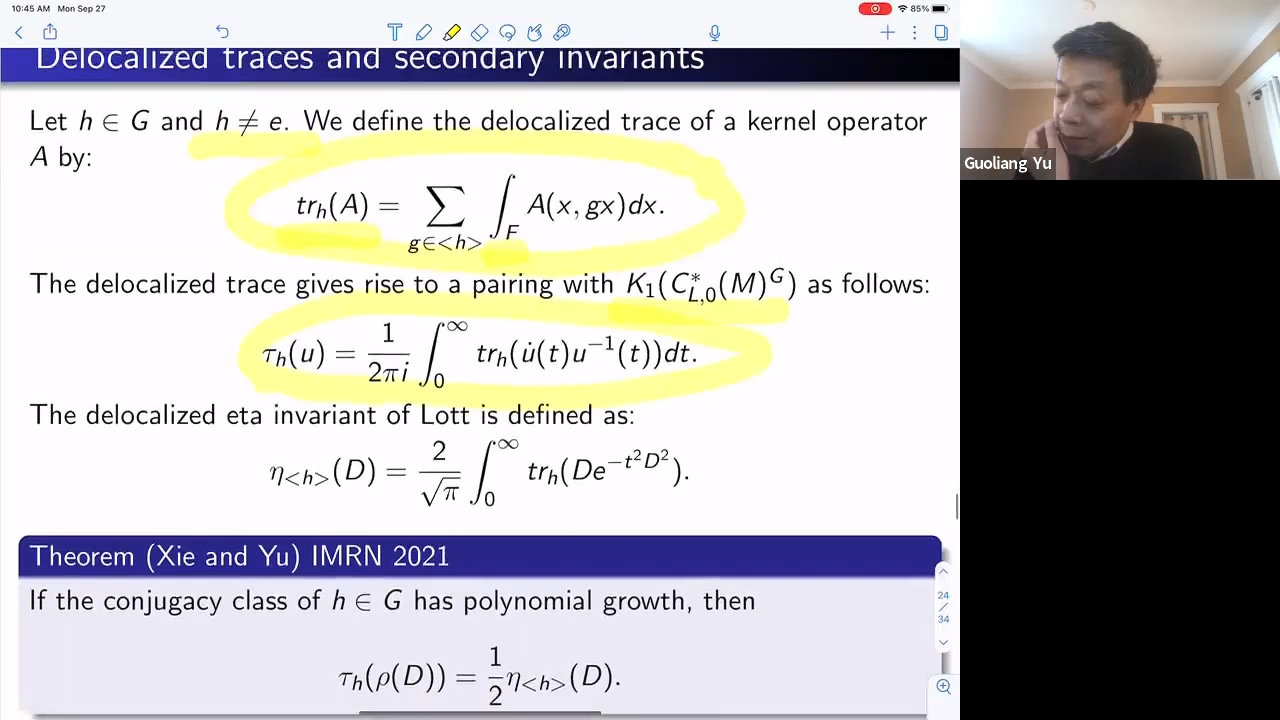 10:45 AM Mon Sep 27
85%
Delocalized traces and secondary invariants
Let h ∈ G and h ≠ e. We define the delocalized trace of a kernel operator
A by:
tr_h(A) = ∑_{g∈<h>} ∫_F A(x, gx)dx.
The delocalized trace gives rise to a pairing with K_1(C^*_{L,0}(M)^G) as follows:
τ_h(u) = \frac{1}{2πi} ∫_0^∞ tr_h(u̇(t)u^{-1}(t))dt.
The delocalized eta invariant of Lott is defined as:
η_{<h>}(D) = \frac{2}{√π} ∫_0^∞ tr_h(De^{-t^2D^2}).
Theorem (Xie and Yu) IMRN 2021
If the conjugacy class of h ∈ G has polynomial growth, then
τ_h(ρ(D)) = \frac{1}{2} η_{<h>}(D).
24
/
34
Guoliang Yu